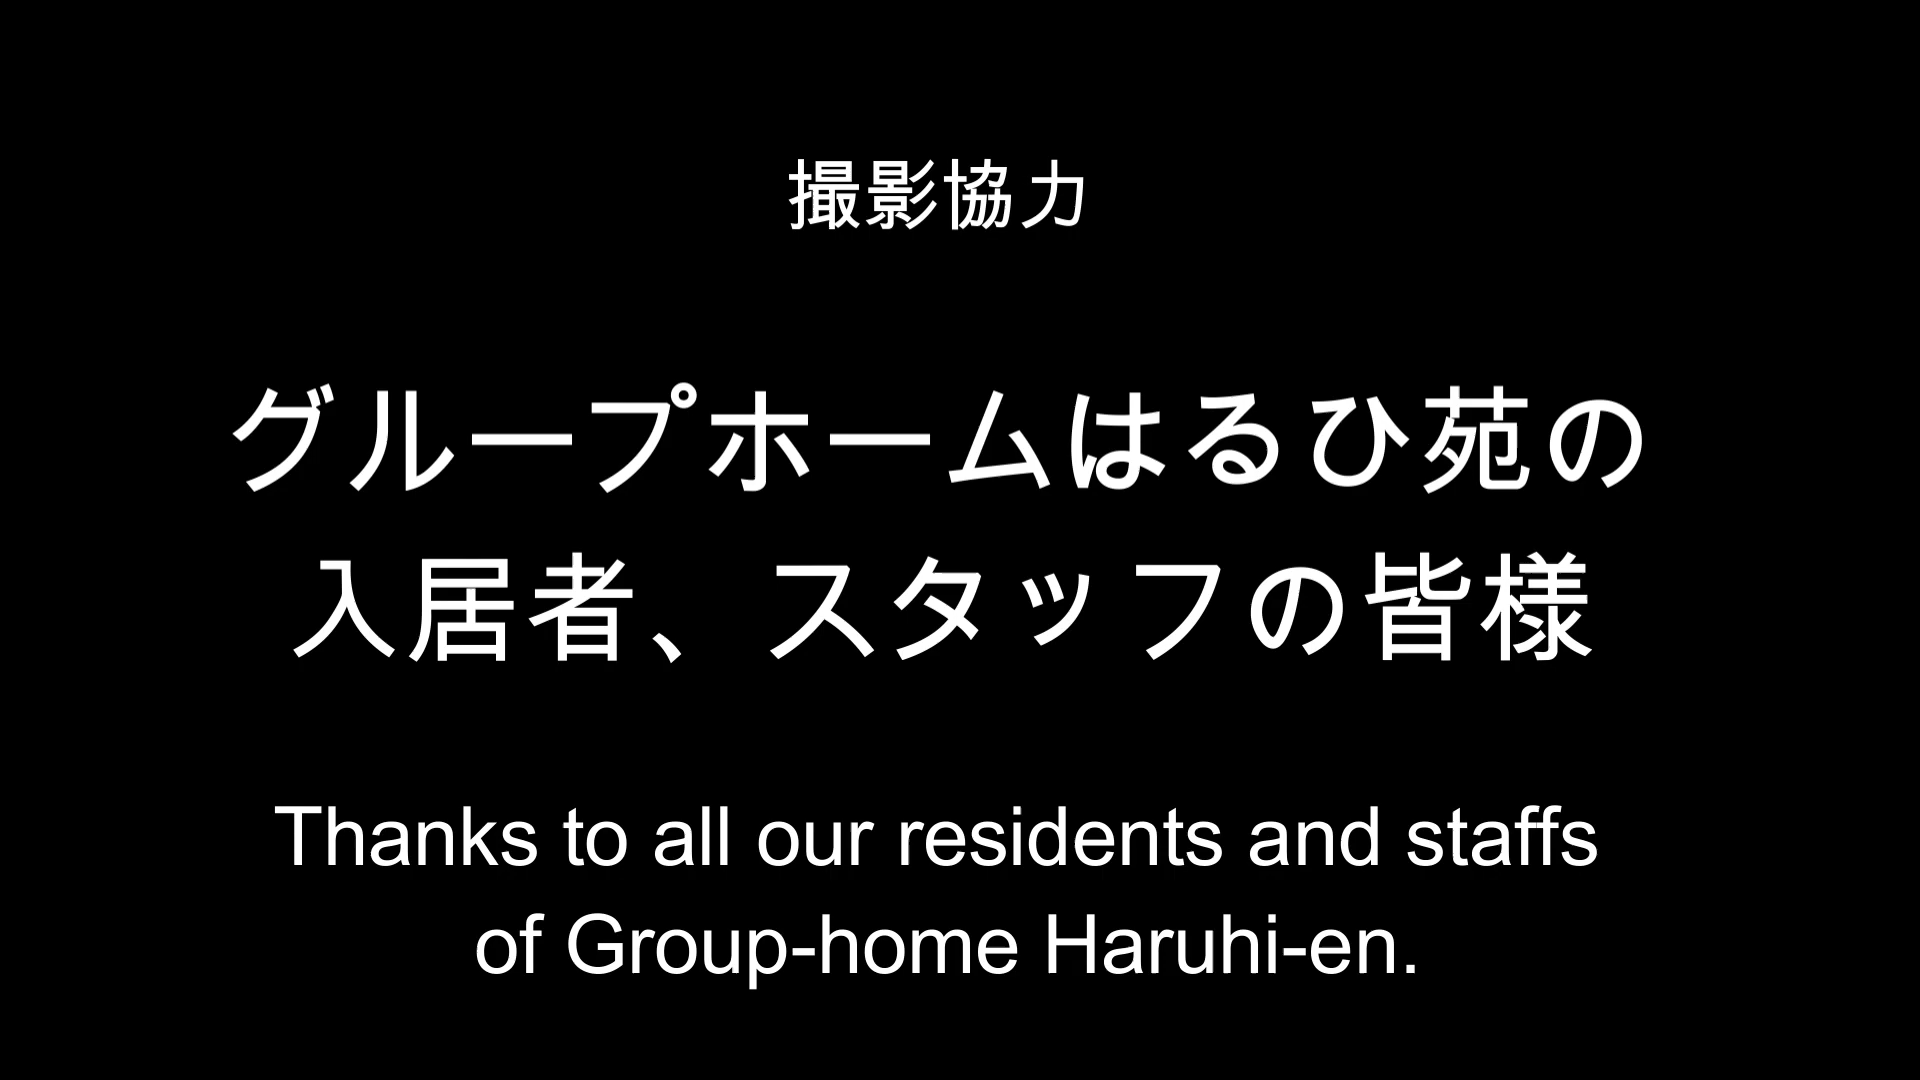 撮影協力
グループホームはるひ苑の
入居者、スタッフの皆様
Thanks to all our residents and staffs
of Group-home Haruhi-en.